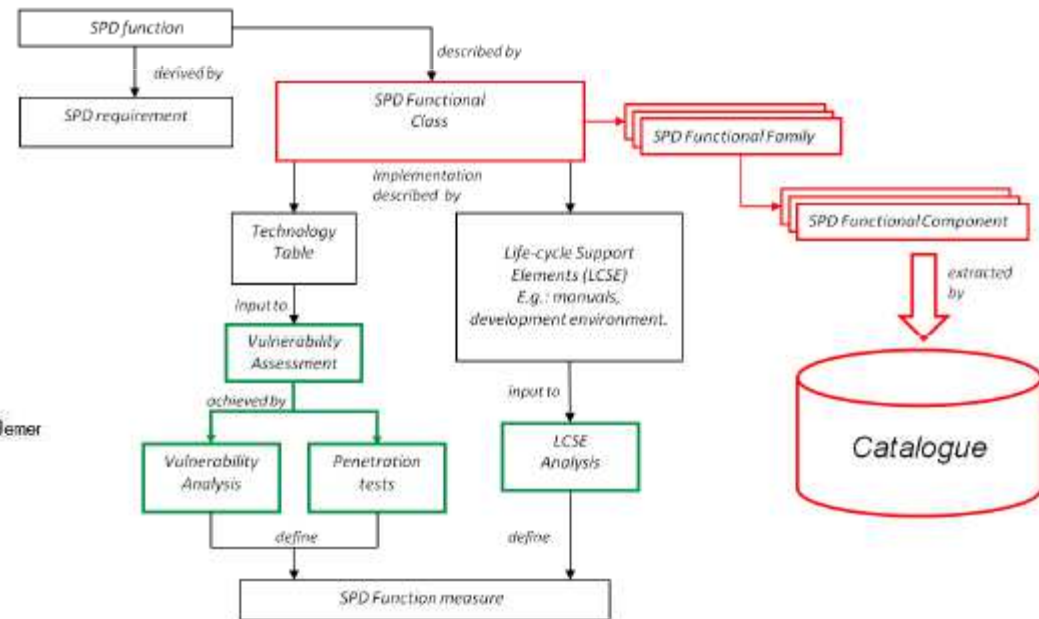 SPD function
described by
derived by
SPD Functional
Class
SPD requirement
SPD Functional Family
Implementation
described by
SPD Functional Component
Technology
Table
Life-cycle Support
Elements (LCSE)
E.g.: manuals,
development environment.
extracted
by
input to
Vulnerability
Assessment
achieved by
input to
lemer
Vulnerability
Analysis
Penetration
tests
LCSE
Analysis
Catalogue
define
define
SPD Function measure